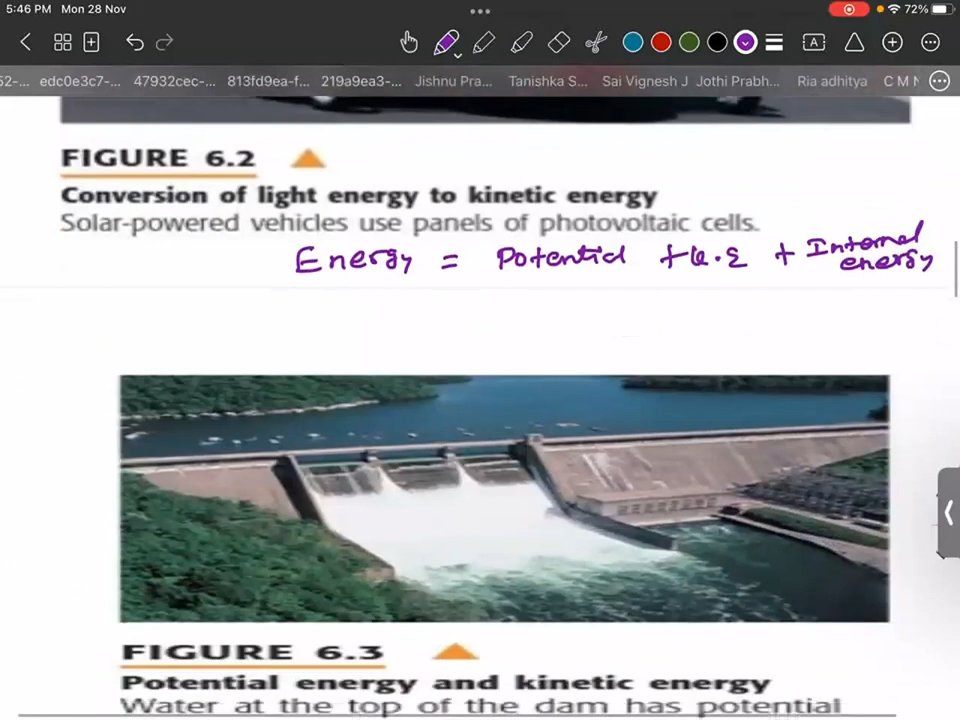 5:46 PM Mon 28 Nov
72%
A
52-... edc0e3c7-... 47932cec-... 813fd9ea-f... 219a9ea3-... Jishnu Pra... Tanishka S... Sai Vignesh J Jothi Prabh... Ria adhitya C M N
FIGURE 6.2
Conversion of light energy to kinetic energy
Solar-powered vehicles use panels of photovoltaic cells.
Energy = Potential + K.E + Internal
energy
FIGURE 6.3
Potential energy and kinetic energy
Water at the top of the dam has potential